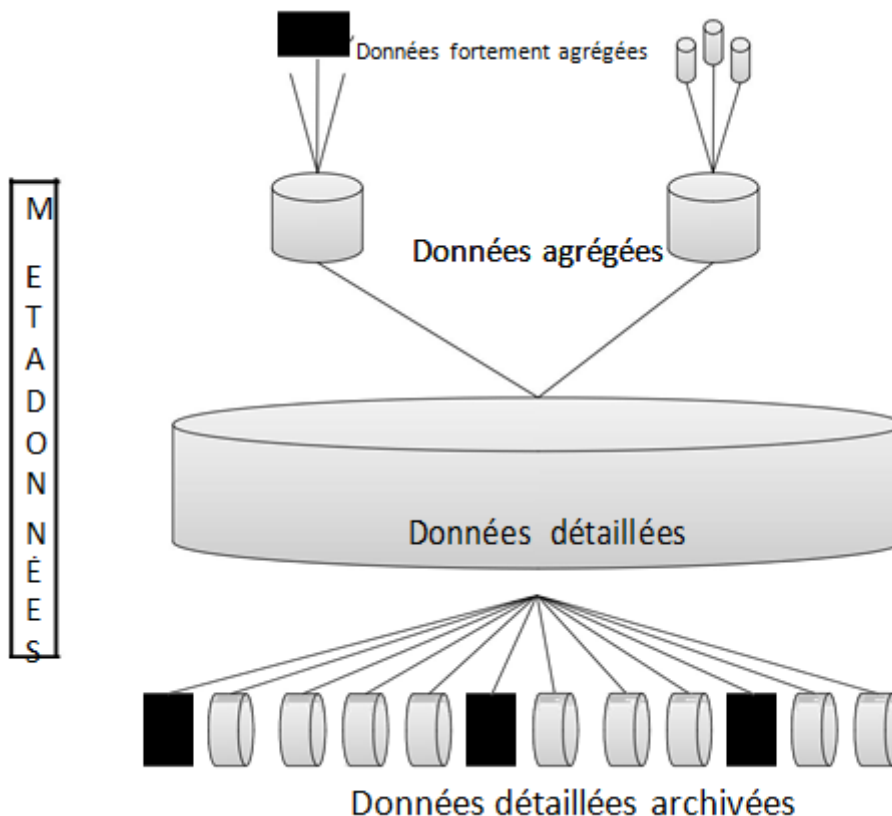 Données fortement agrégées
Données agrégées
M
E
T
A
D
O
N
N
É
E
S
Données détaillées
Données détaillées archivées